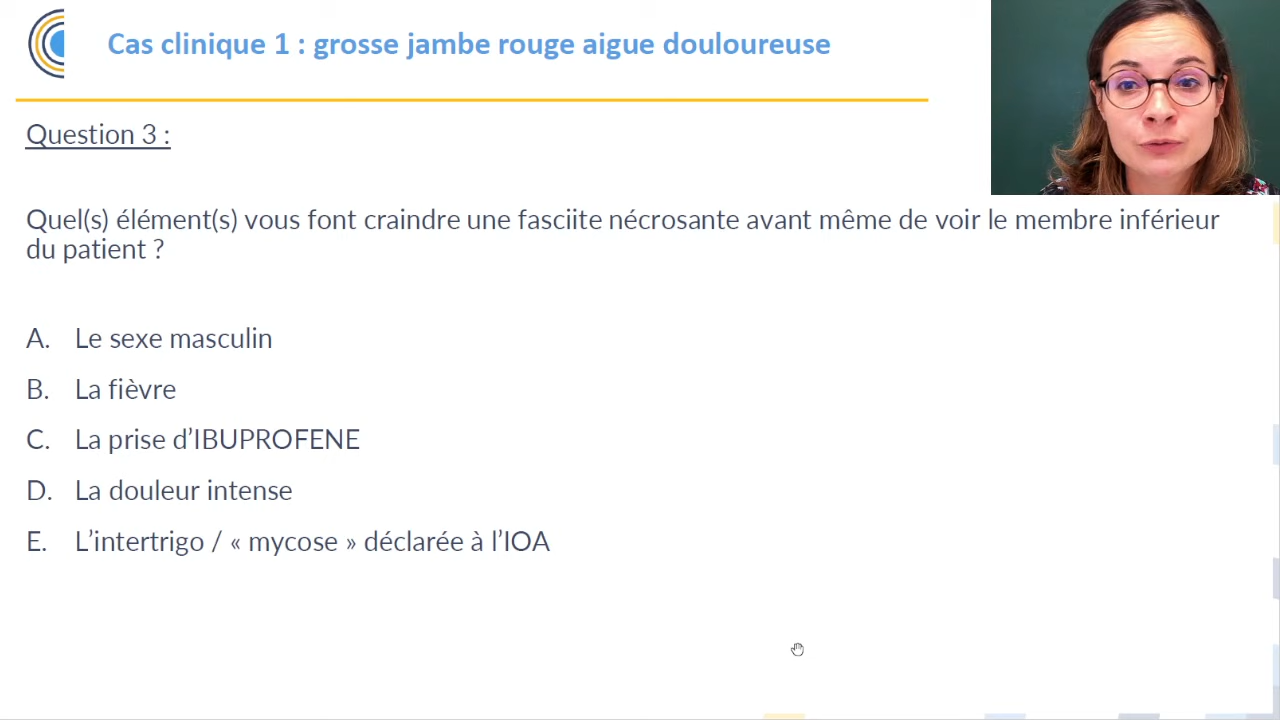 Cas clinique 1 : grosse jambe rouge aigue douloureuse
Question 3 :
Quel(s) élément(s) vous font craindre une fasciite nécrosante avant même de voir le membre inférieur
du patient ?
A. Le sexe masculin
B. La fièvre
C. La prise d’IBUPROFENE
D. La douleur intense
E. L’intertrigo / « mycose » déclarée à l’IOA